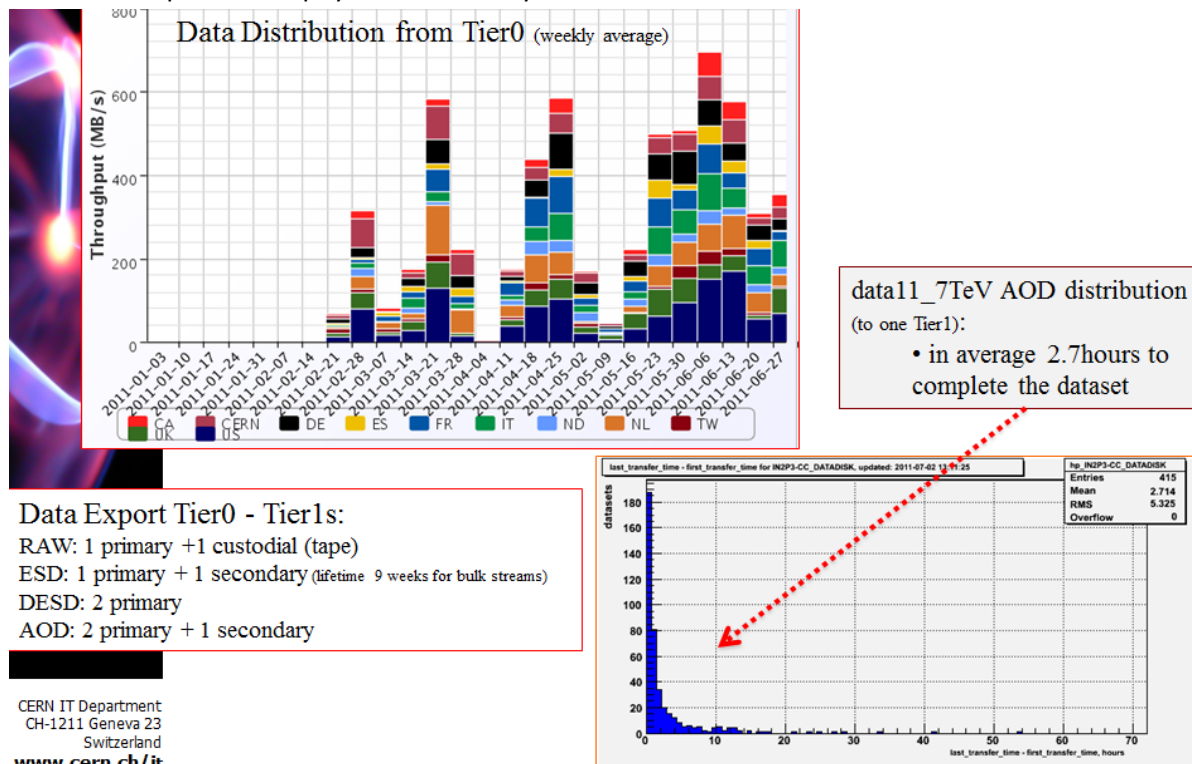 Data Distribution from Tier0 (weekly average)
800
600
400
200
0
Throughput (MB/s)
2011-01-03
2011-01-10
2011-01-17
2011-01-24
2011-01-31
2011-02-07
2011-02-14
2011-02-21
2011-02-28
2011-03-07
2011-03-14
2011-03-21
2011-03-28
2011-04-04
2011-04-11
2011-04-18
2011-04-25
2011-05-02
2011-05-09
2011-05-16
2011-05-23
2011-05-30
2011-06-06
2011-06-13
2011-06-20
2011-06-27
CA CERN DE ES FR IT ND NL TW
UK US
data11_7TeV AOD distribution
(to one Tier1):
• in average 2.7hours to
complete the dataset
Data Export Tier0 - Tier1s:
RAW: 1 primary +1 custodial (tape)
ESD: 1 primary + 1 secondary (lifetime 9 weeks for bulk streams)
DESD: 2 primary
AOD: 2 primary + 1 secondary
last_transfer_time - first_transfer_time for IN2P3-CC_DATADISK, updated: 2011-07-02
hp_IN2P3-CC_DATADISK
Entries 415
Mean 2.714
RMS 5.325
Overflow 0
datasets
180
160
140
120
100
80
60
40
20
0
0 10 20 30 40 50 60 70
last_transfer_time - first_transfer_time, hours
CERN IT Department
CH-1211 Geneva 23
Switzerland
www.cern.ch/it